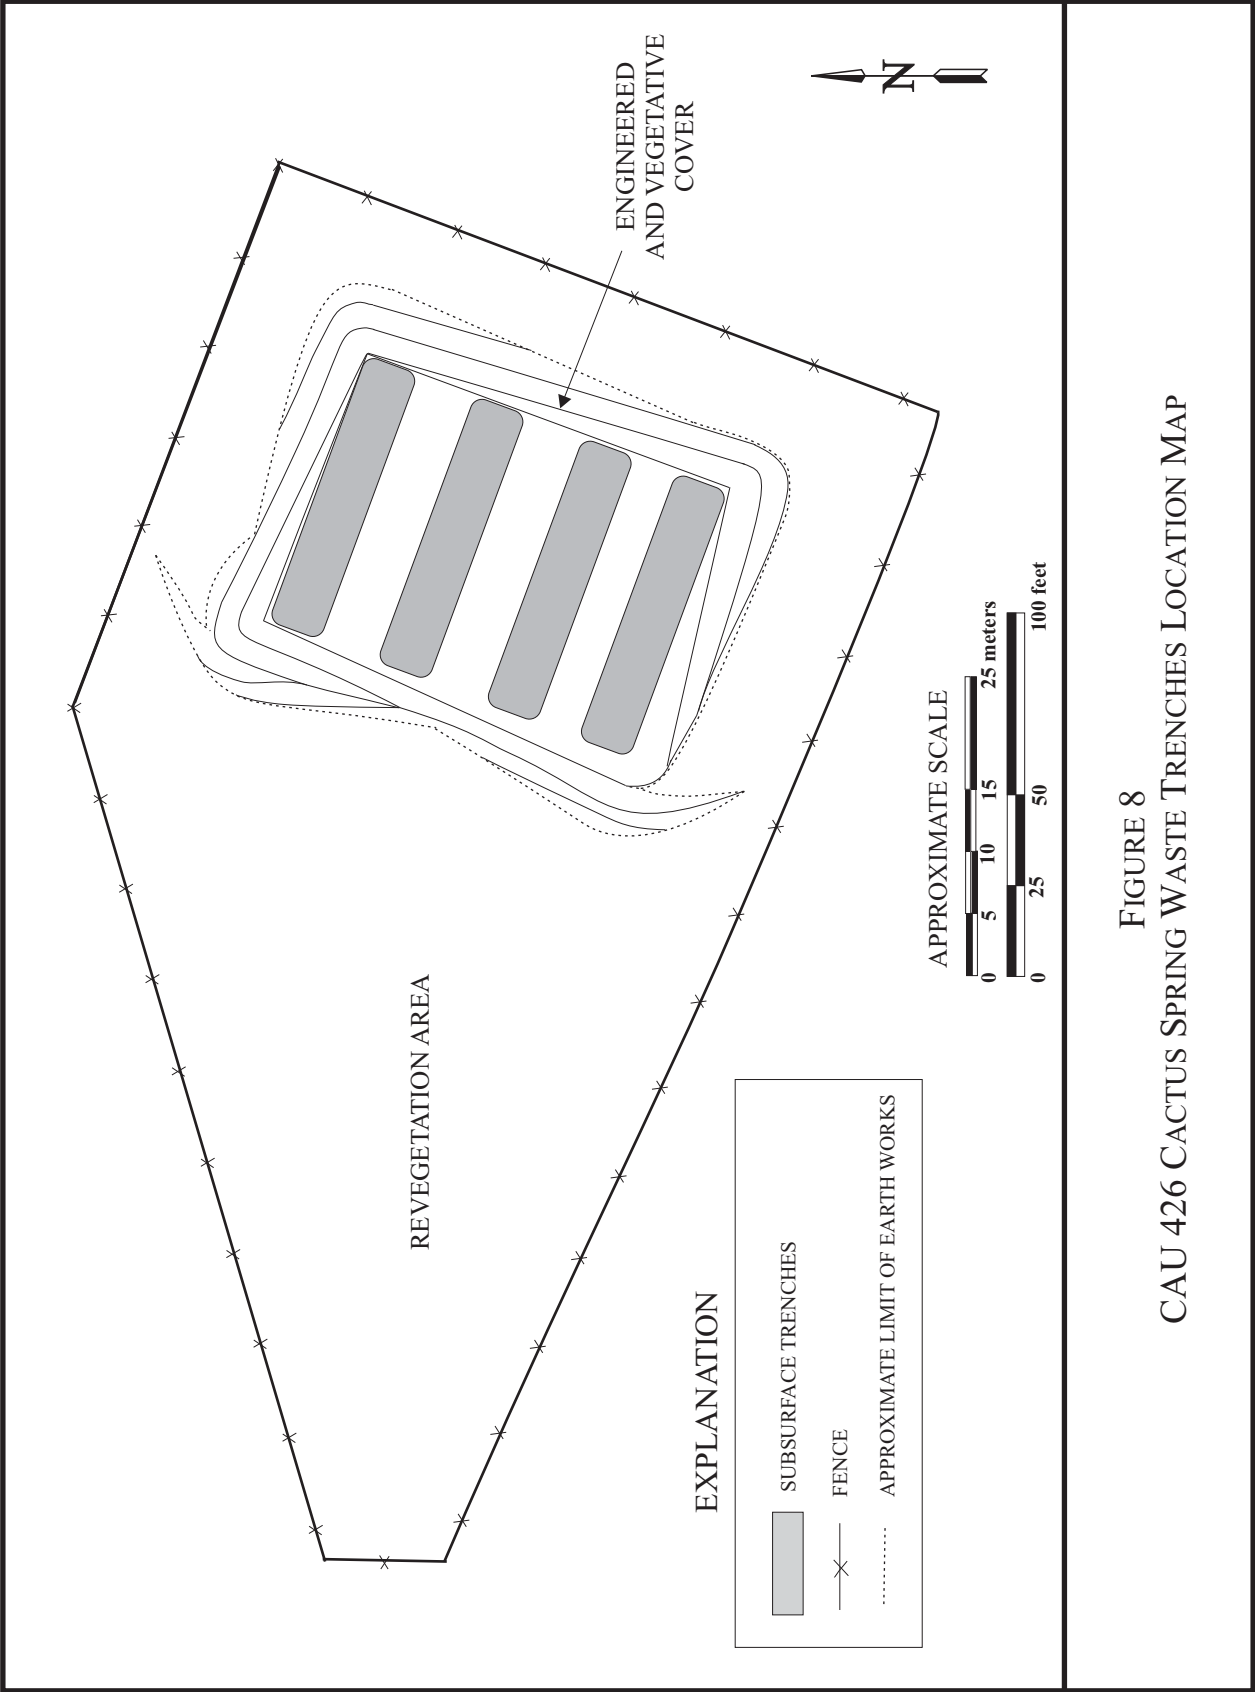 N
ENGINEERED
AND VEGETATIVE
COVER
REVEGETATION AREA
EXPLANATION
SUBSURFACE TRENCHES
FENCE
APPROXIMATE LIMIT OF EARTH WORKS
APPROXIMATE SCALE
0 5 10 15 25 meters
0 25 50 100 feet
FIGURE 8
CAU 426 CACTUS SPRING WASTE TRENCHES LOCATION MAP